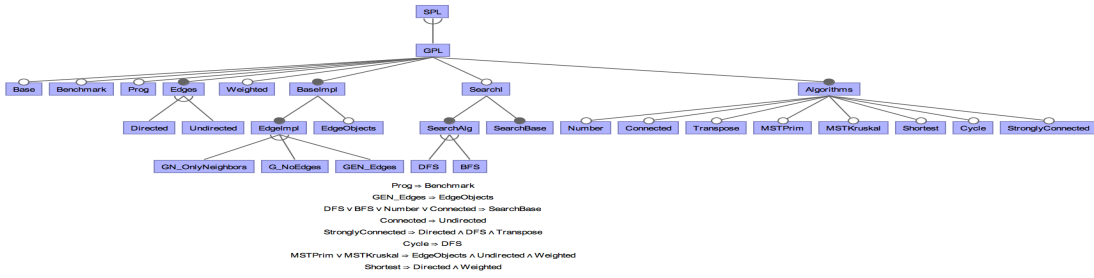 SPL
GPL
Base Benchmark Prog Edges Weighted BaseImpl SearchI Algorithms
Directed Undirected EdgeImpl EdgeObjects SearchAlg SearchBase Number Connected Transpose MSTPrim MSTKruskal Shortest Cycle StronglyConnected
GN_OnlyNeighbors G_NoEdges GEN_Edges DFS BFS
Prog ⇒ Benchmark
GEN_Edges ⇒ EdgeObjects
DFS ∨ BFS ∨ Number ∨ Connected ⇒ SearchBase
Connected ⇒ Undirected
StronglyConnected ⇒ Directed ∧ DFS ∧ Transpose
Cycle ⇒ DFS
MSTPrim ∨ MSTKruskal ⇒ EdgeObjects ∧ Undirected ∧ Weighted
Shortest ⇒ Directed ∧ Weighted